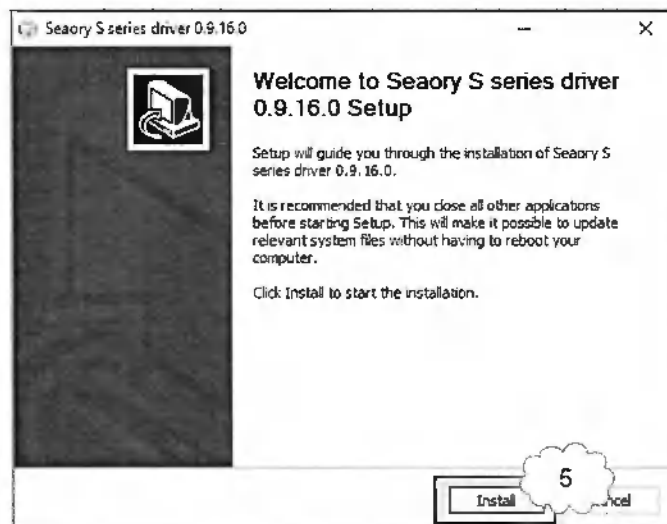 Seaory S series driver 0.9.16.0
Welcome to Seaory S series driver
0.9.16.0 Setup
Setup will guide you through the installation of Seaory S
series driver 0.9.16.0.
It is recommended that you close all other applications
before starting Setup. This will make it possible to update
relevant system files without having to reboot your
computer.
Click Install to start the installation.
Install 5